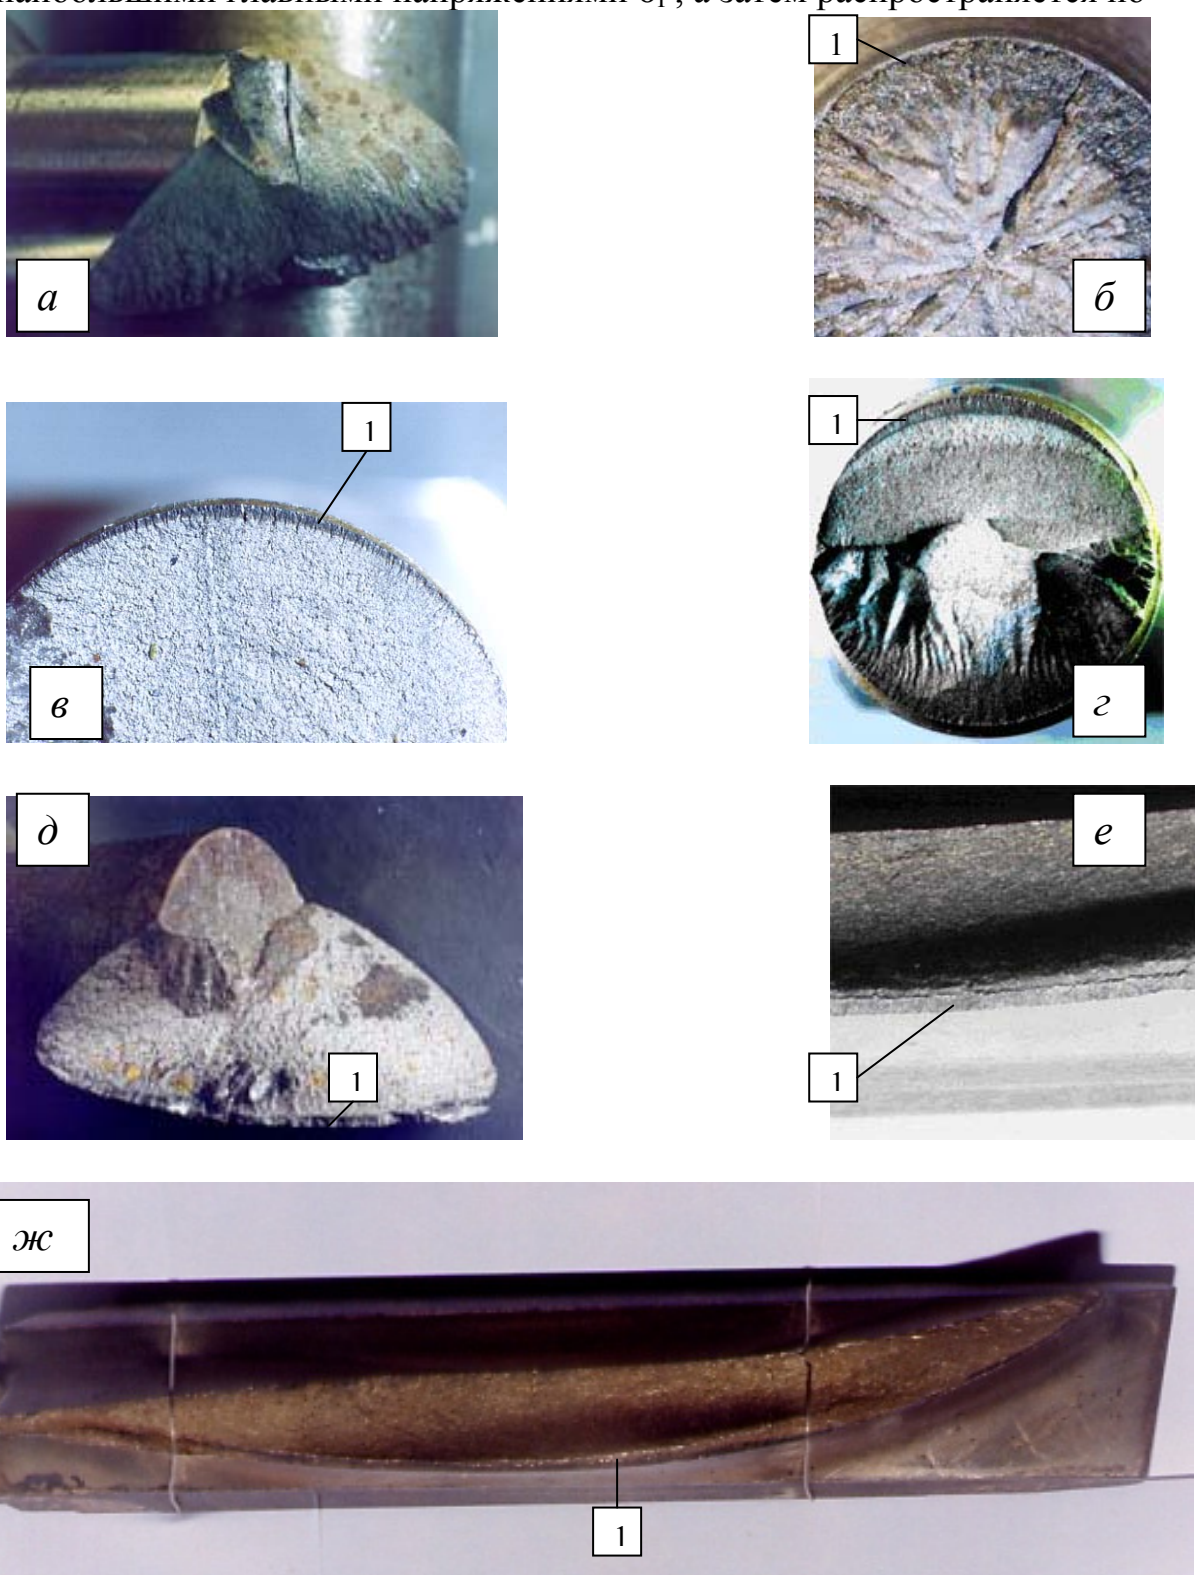 наибольшими главными напряжениями σ₁, а затем распространяется по
1
а
б
1
1
в
г
д
1
е
1
ж
1